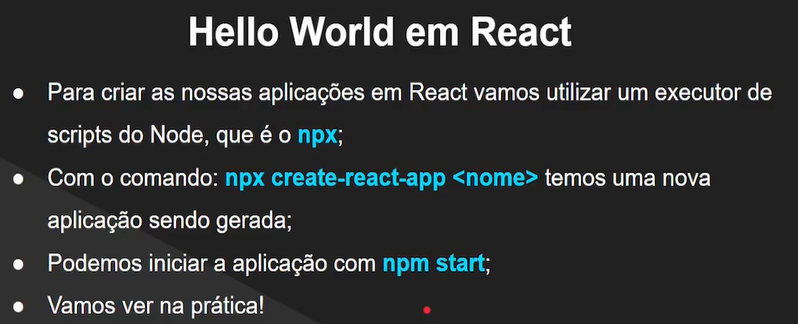 Hello World em React
● Para criar as nossas aplicações em React vamos utilizar um executor de
scripts do Node, que é o npx;
● Com o comando: npx create-react-app <nome> temos uma nova
aplicação sendo gerada;
● Podemos iniciar a aplicação com npm start;
● Vamos ver na prática!